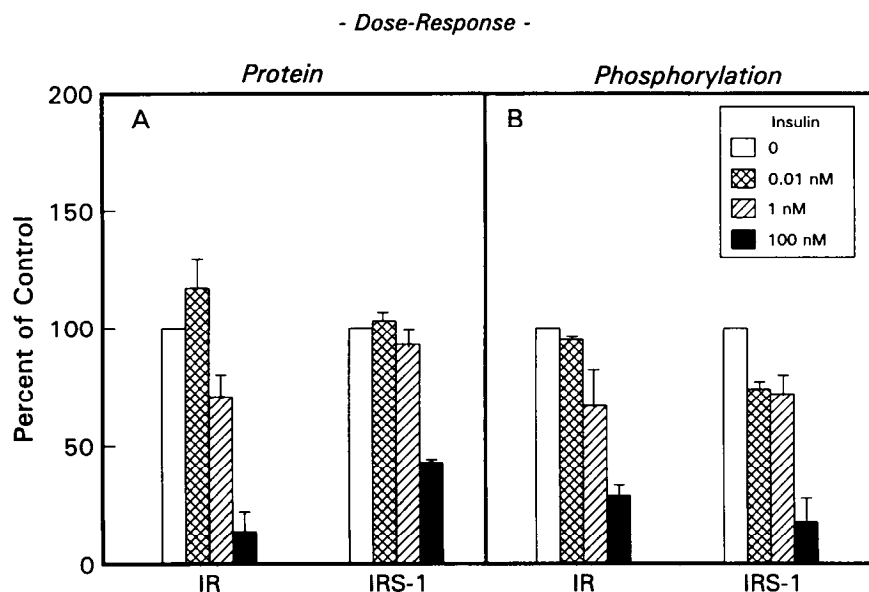 - Dose-Response -
Protein
Phosphorylation
200
150
100
50
0
Percent of Control
A
B
Insulin
0
0.01 nM
1 nM
100 nM
IR
IRS-1
IR
IRS-1